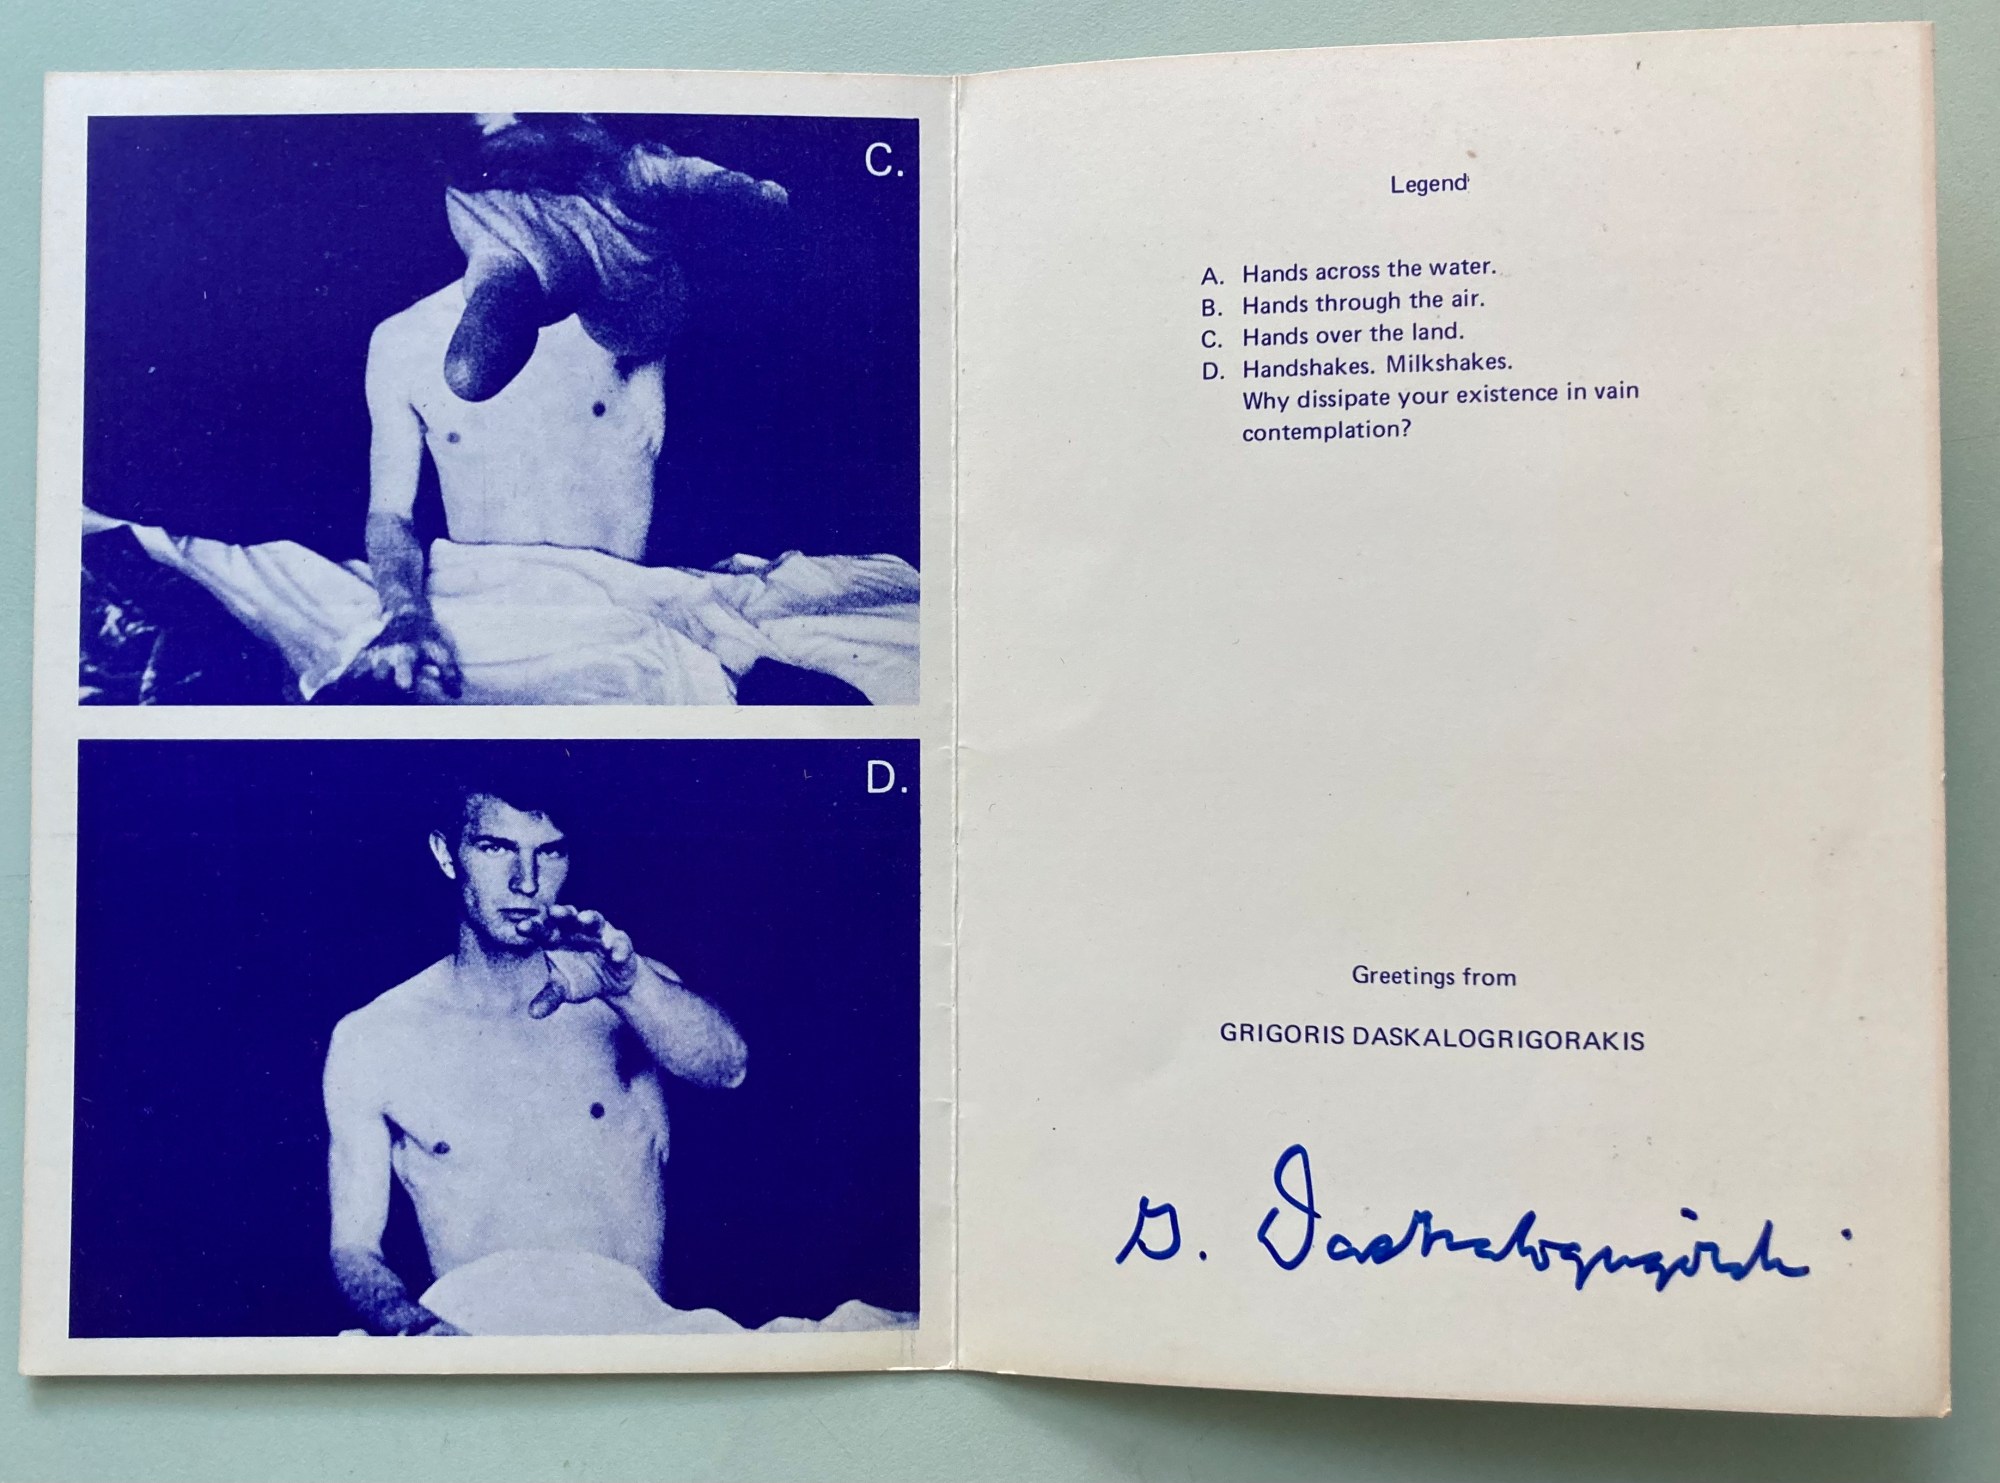 C.
D.
Legend
A. Hands across the water.
B. Hands through the air.
C. Hands over the land.
D. Handshakes. Milkshakes.
Why dissipate your existence in vain
contemplation?
Greetings from
GRIGORIS DASKALOGRIGORAKIS
G. Daskalogrigorak